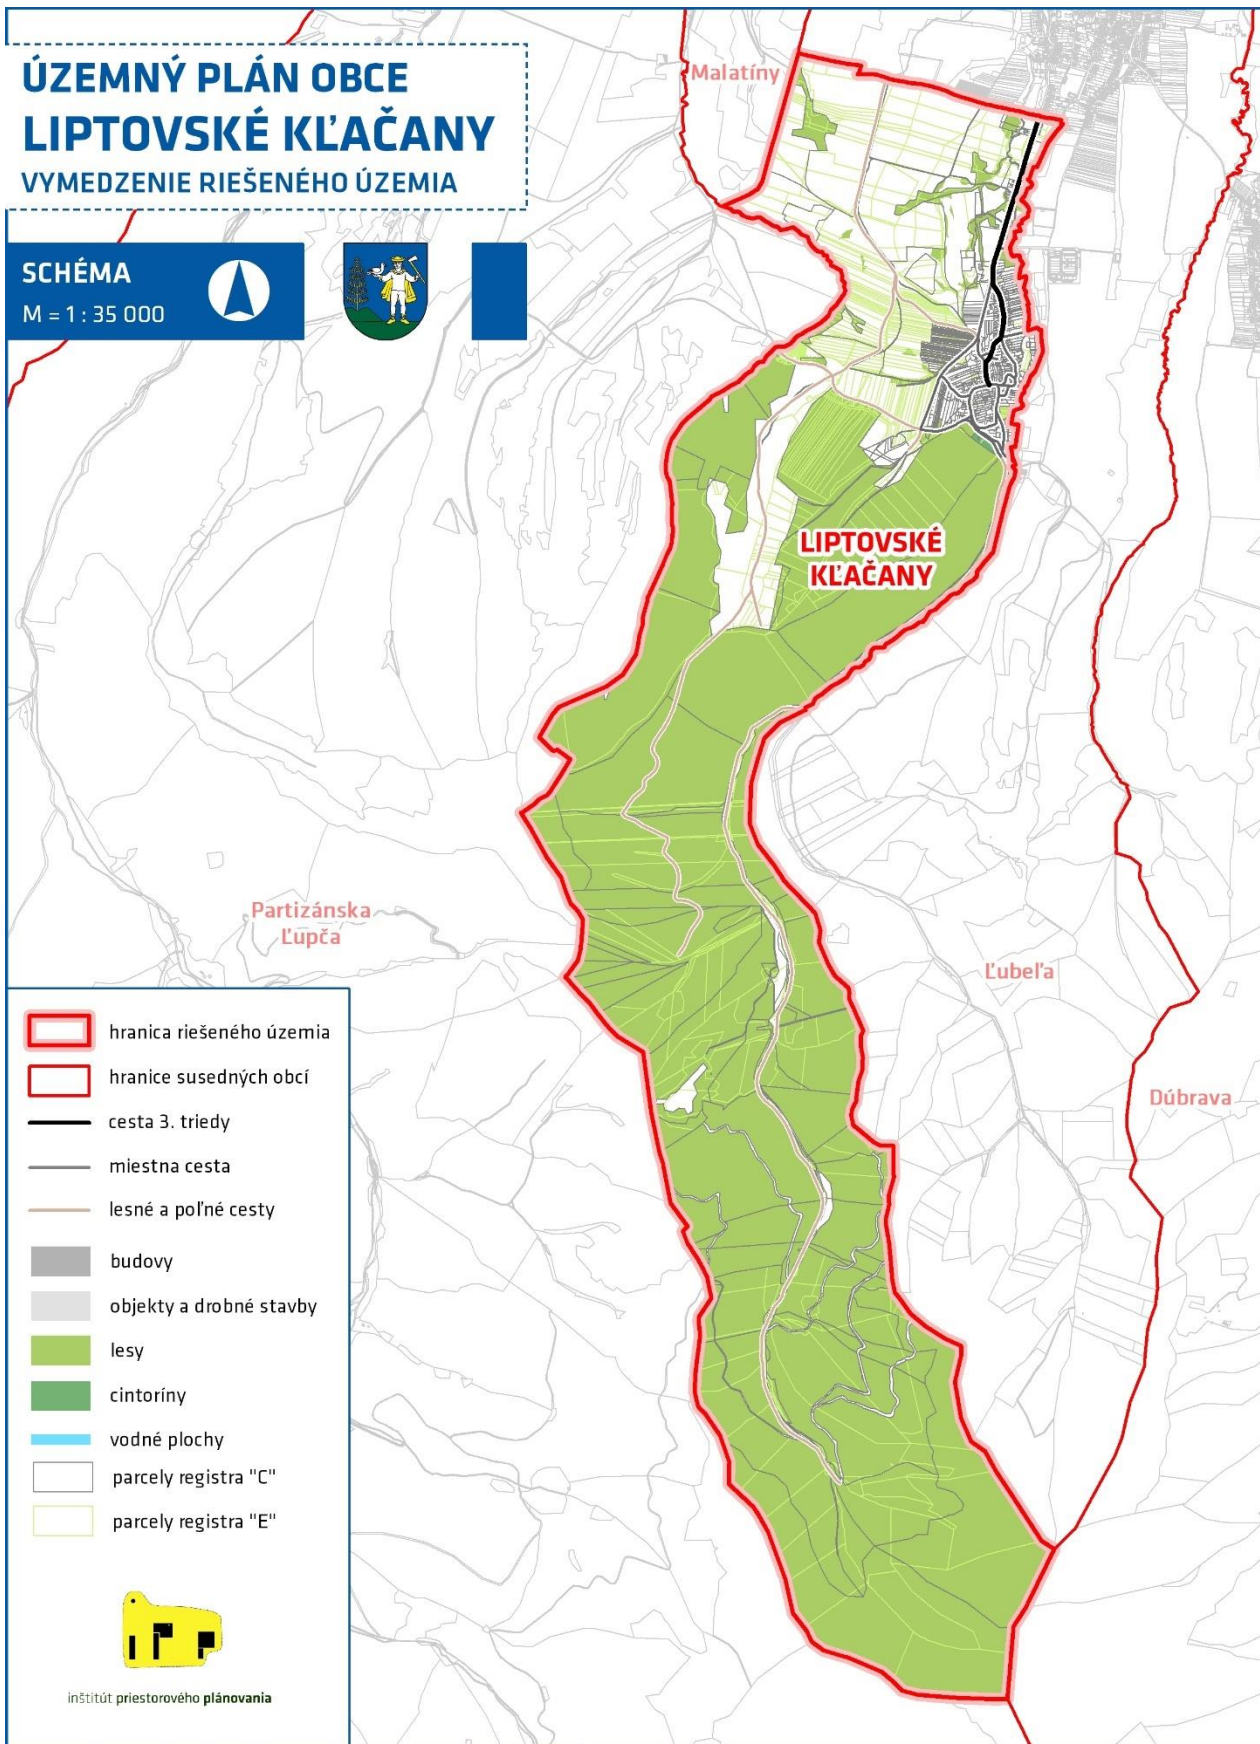 ÚZEMNÝ PLÁN OBCE
LIPTOVSKÉ KĽAČANY
VYMEDZENIE RIEŠENÉHO ÚZEMIA
SCHÉMA
M = 1 : 35 000
Malatíny
LIPTOVSKÉ
KĽAČANY
Partizánska
Ľupča
Ľubeľa
Dúbrava
hranica riešeného územia
hranice susedných obcí
cesta 3. triedy
miestna cesta
lesné a poľné cesty
budovy
objekty a drobné stavby
lesy
cintoríny
vodné plochy
parcely registra "C"
parcely registra "E"
inštitút priestorového plánovania